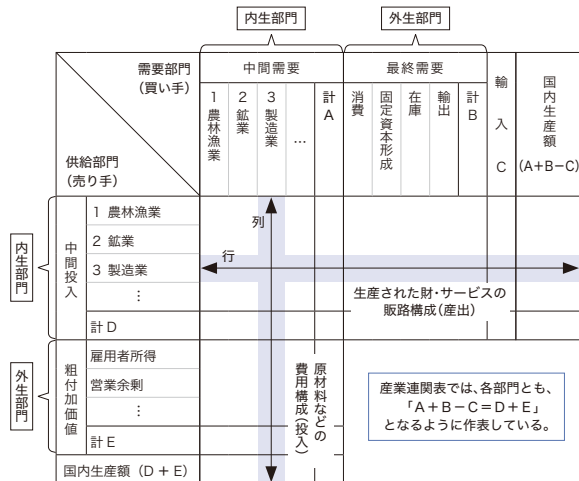 内生部門
外生部門
需要部門
（買い手）
供給部門
（売り手）
中間需要
1 農林漁業
2 鉱業
3 製造業
…
計A
最終需要
消費
固定資本形成
在庫
輸出
計B
輸入C
国内生産額
(A+B−C)
内生部門
中間投入
1 農林漁業
2 鉱業
3 製造業
⋮
計D
列
行
生産された財・サービスの
販路構成（産出）
外生部門
粗付加価値
雇用者所得
営業余剰
⋮
計E
国内生産額（D + E）
原材料などの
費用構成（投入）
産業連関表では、各部門とも、
「A＋B－C＝D＋E」
となるように作表している。